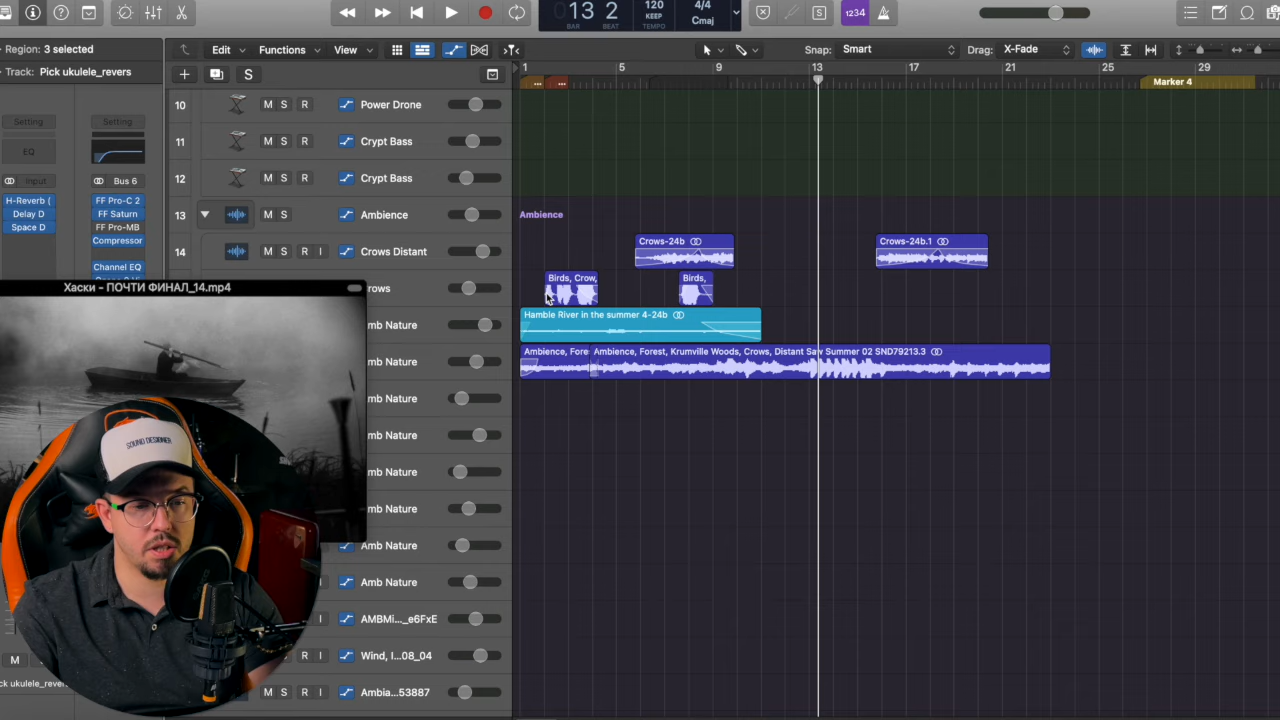 13 2
BAR BEAT
120
KEEP
TEMPO
4/4
Cmaj
1234
Region: 3 selected
Edit Functions View
Snap: Smart
Drag: X-Fade
Track: Pick ukulele_revers
S
1 5 9 13 17 21 25 29
Marker 4
Setting Setting
EQ
Input Bus 6
H-Reverb ( FF Pro-C 2
Delay D FF Saturn
Space D FF Pro-MB
Compressor
Channel EQ
10 M S R Power Drone
11 M S R Crypt Bass
12 M S R Crypt Bass
13 M S Ambience
Ambience
14 M S R I Crows Distant
Crows-24b
Crows-24b.1
rows
Birds, Crow,
Birds,
mb Nature
Hamble River in the summer 4-24b
mb Nature
Ambience, Fore
Ambience, Forest, Krumville Woods, Crows, Distant Saw Summer 02 SND79213.3
mb Nature
mb Nature
mb Nature
mb Nature
Amb Nature
Amb Nature
I AMBMi..._e6FxE
I Wind, I...08_04
M S R I Ambia...53887
Хаски - ПОЧТИ ФИНАЛ_14.mp4
SOUND DESIGNER
M
ck ukulele_rever